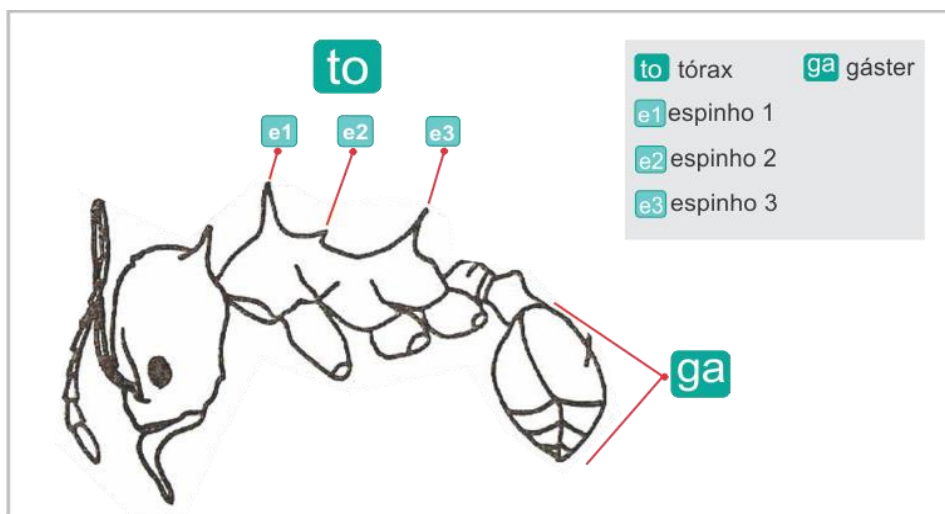 to
e1 e2 e3
to tórax ga gáster
e1 espinho 1
e2 espinho 2
e3 espinho 3
ga